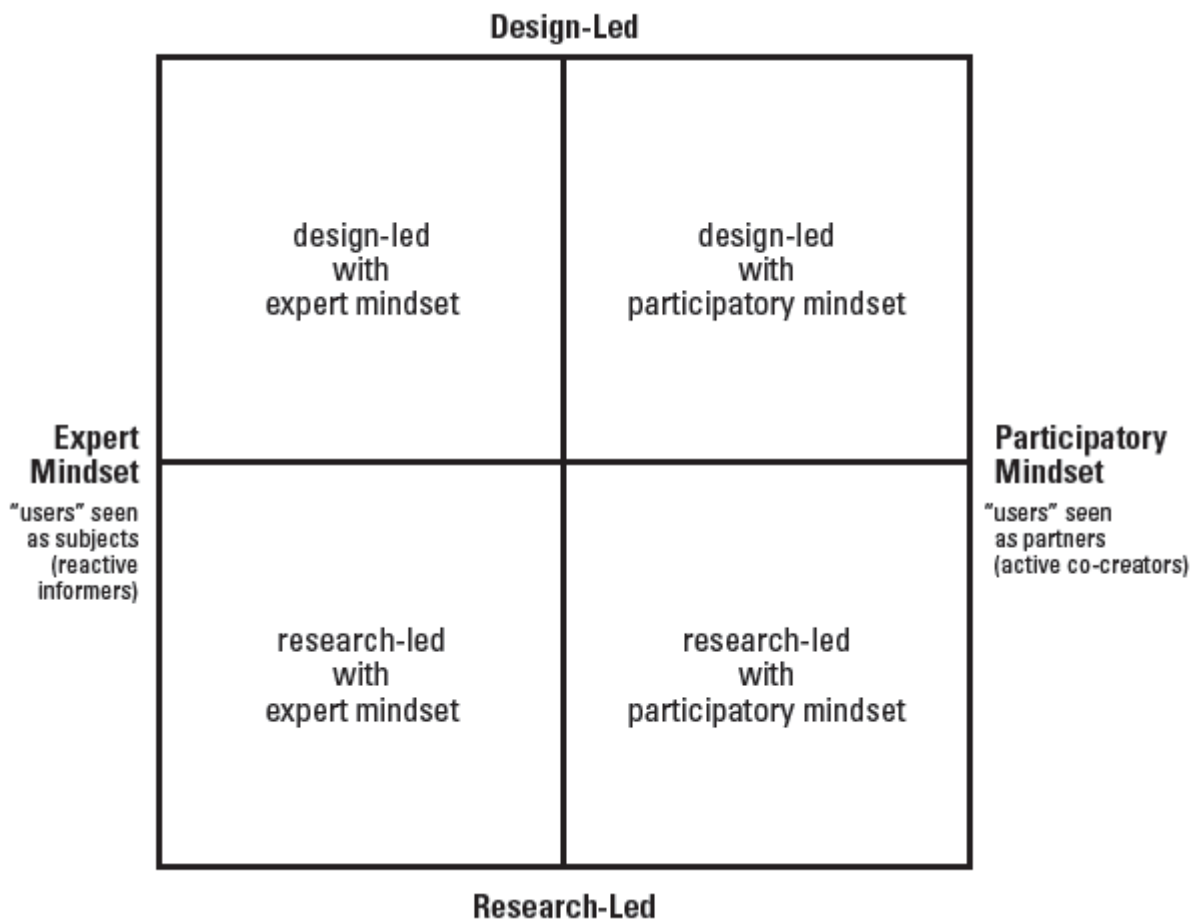 Design-Led
design-led
with
expert mindset
design-led
with
participatory mindset
Expert
Mindset
"users" seen
as subjects
(reactive
informers)
Participatory
Mindset
"users" seen
as partners
(active co-creators)
research-led
with
expert mindset
research-led
with
participatory mindset
Research-Led